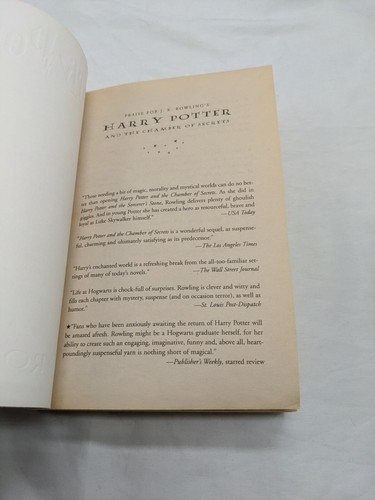 PRAISE FOR J. K. ROWLING'S
HARRY POTTER
AND THE CHAMBER OF SECRETS
"Those needing a bit of magic, morality and mystical worlds can do no bet-
ter than opening Harry Potter and the Chamber of Secrets. As she did in
Harry Potter and the Sorcerer's Stone, Rowling delivers plenty of ghoulish
giggles. And in young Potter she has created a hero as resourceful, brave and
loyal as Luke Skywalker himself."
—USA Today
"Harry Potter and the Chamber of Secrets is a wonderful sequel, as suspense-
ful, charming and ultimately satisfying as its predecessor."
—The Los Angeles Times
"Harry's enchanted world is a refreshing break from the all-too-familiar set-
tings of many of today's novels."
—The Wall Street Journal
"Life at Hogwarts is chock-full of surprises. Rowling is clever and witty and
fills each chapter with mystery, suspense (and on occasion terror), as well as
humor."
—St. Louis Post-Dispatch
★"Fans who have been anxiously awaiting the return of Harry Potter will
be amazed afresh. Rowling might be a Hogwarts graduate herself, for her
ability to create such an engaging, imaginative, funny and, above all, heart-
poundingly suspenseful yarn is nothing short of magical."
—Publisher's Weekly, starred review